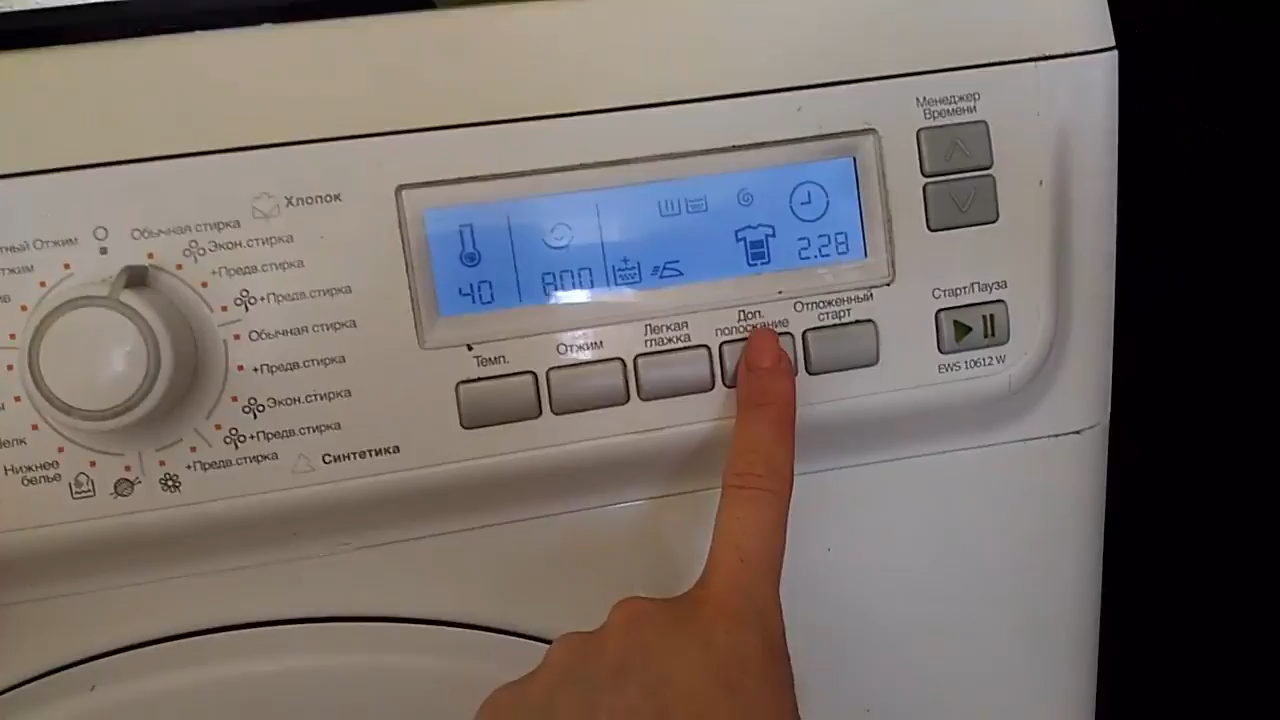 Хлопок
Обычная стирка
Экон.стирка
+Предв.стирка
+Предв.стирка
Обычная стирка
+Предв.стирка
Экон.стирка
+Предв.стирка
+Предв.стирка
Синтетика
Нижнее
белье
40
800
2.28
Темп.
Отжим
Легкая
глажка
Доп.
полоскание
Отложенный
старт
Менеджер
Времени
Старт/Пауза
EWS 10612 W